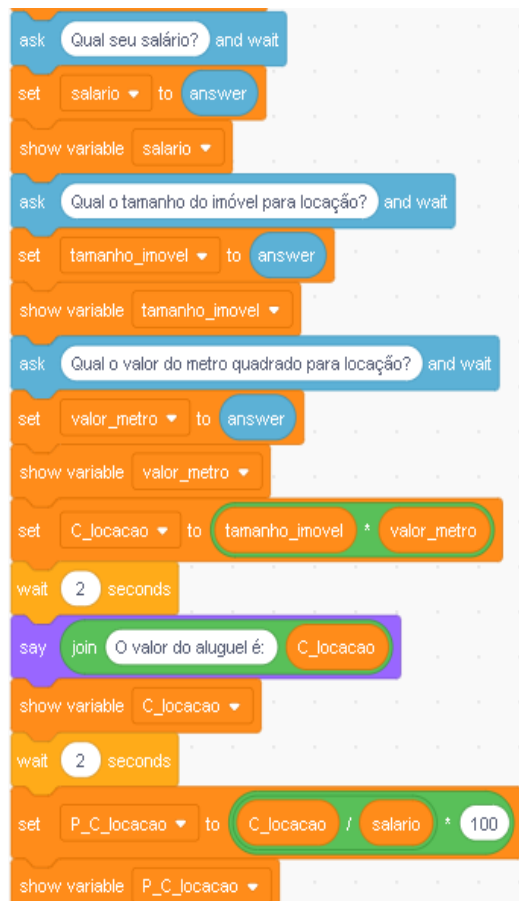 ask Qual seu salário? and wait
set salario to answer
show variable salario
ask Qual o tamanho do imóvel para locação? and wait
set tamanho_imovel to answer
show variable tamanho_imovel
ask Qual o valor do metro quadrado para locação? and wait
set valor_metro to answer
show variable valor_metro
set C_locacao to tamanho_imovel * valor_metro
wait 2 seconds
say join O valor do aluguel é: C_locacao
show variable C_locacao
wait 2 seconds
set P_C_locacao to C_locacao / salario * 100
show variable P_C_locacao